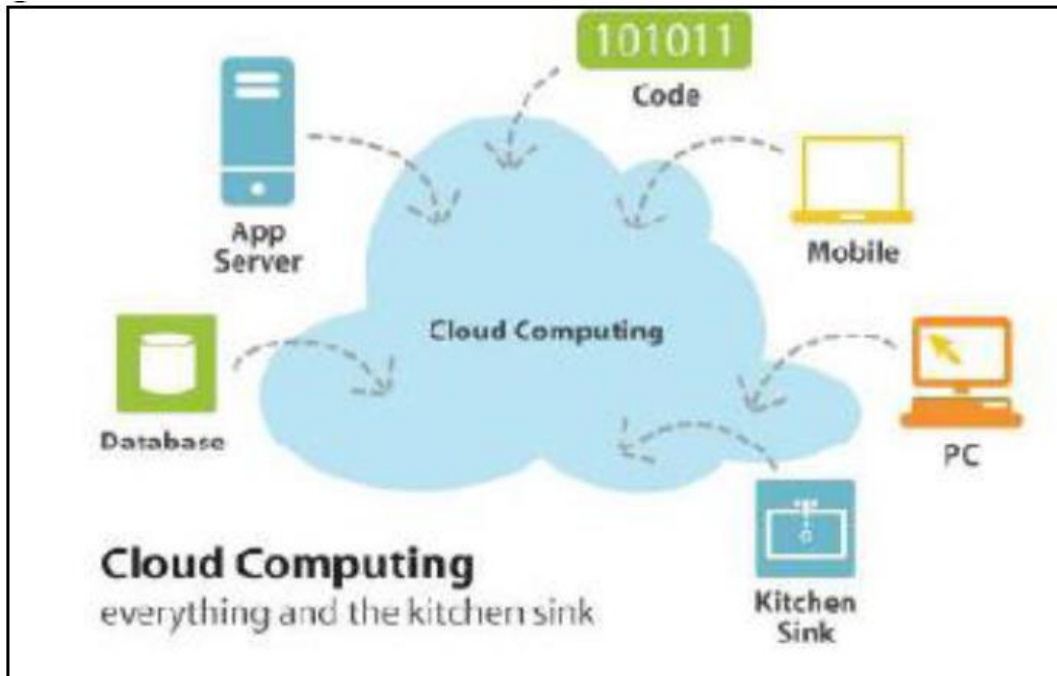 101011
Code
App
Server
Mobile
Cloud Computing
Database
PC
Cloud Computing
everything and the kitchen sink
Kitchen
Sink